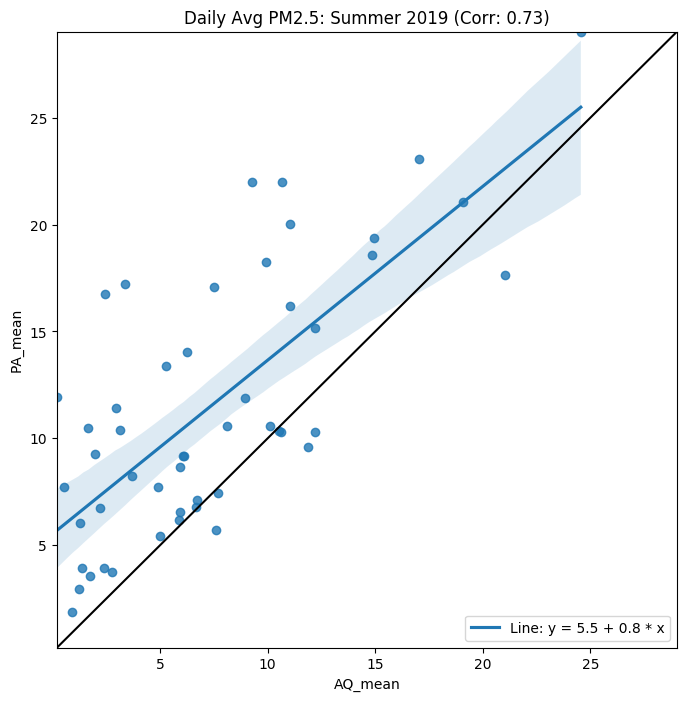 Daily Avg PM2.5: Summer 2019 (Corr: 0.73)
PA_mean
25
20
15
10
5
5 10 15 20 25
AQ_mean
Line: y = 5.5 + 0.8 * x